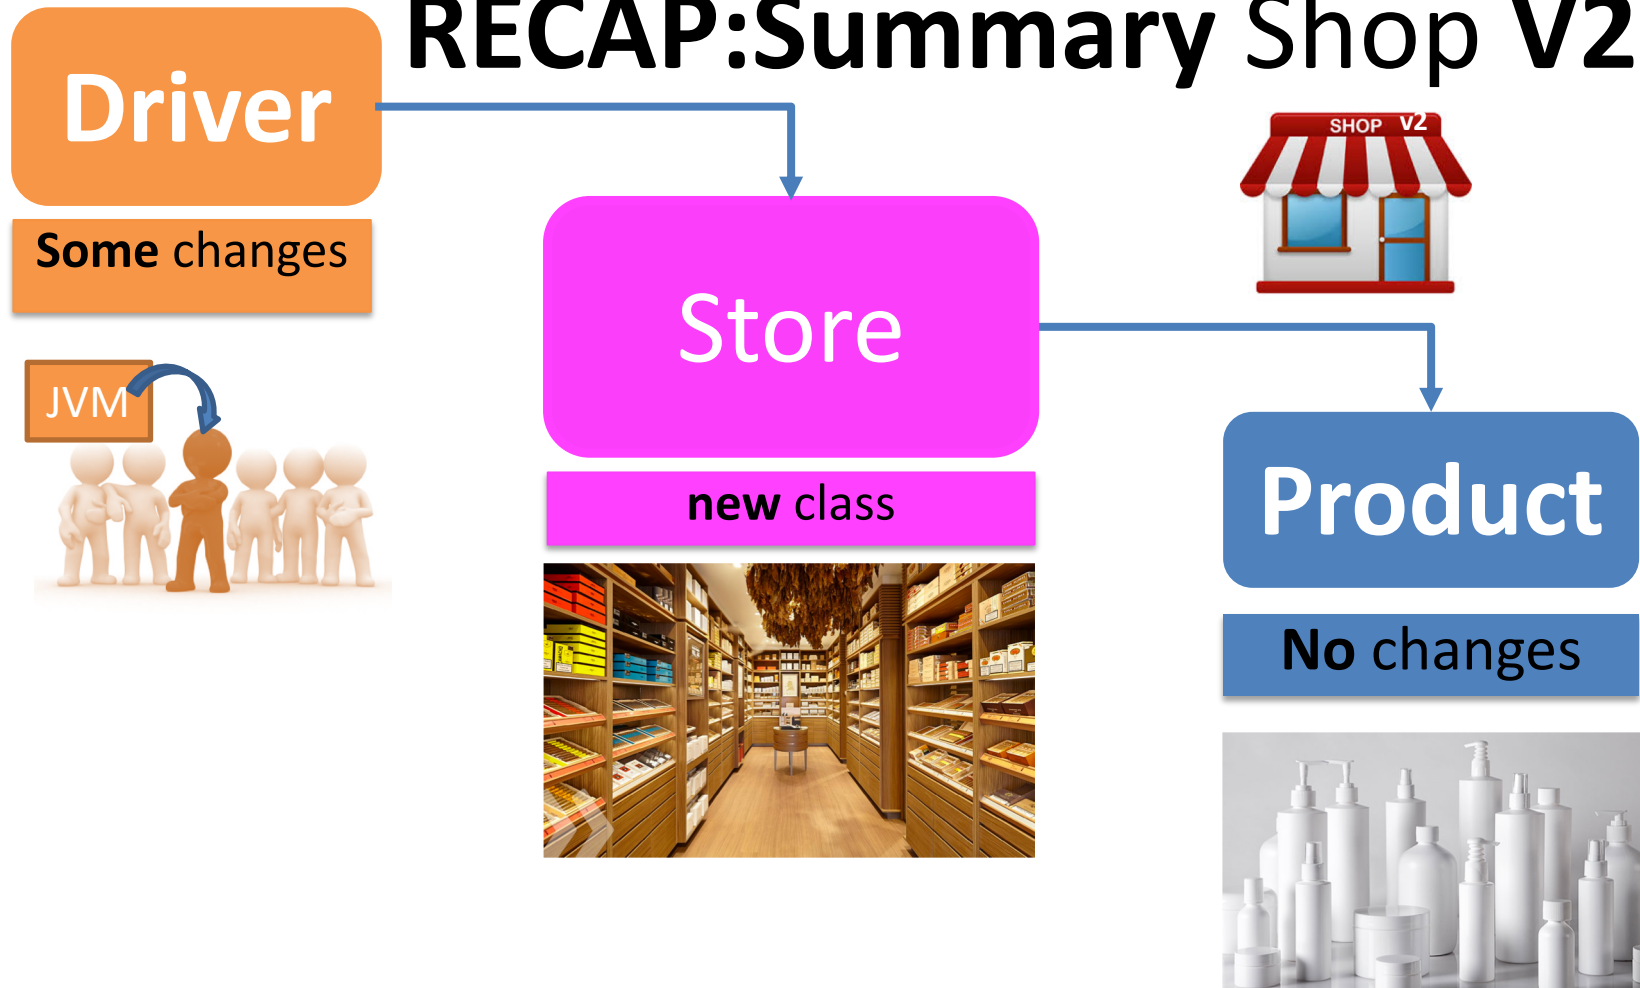 RECAP:Summary Shop V2
Driver
SHOP v2
Some changes
Store
JVM
new class
Product
No changes